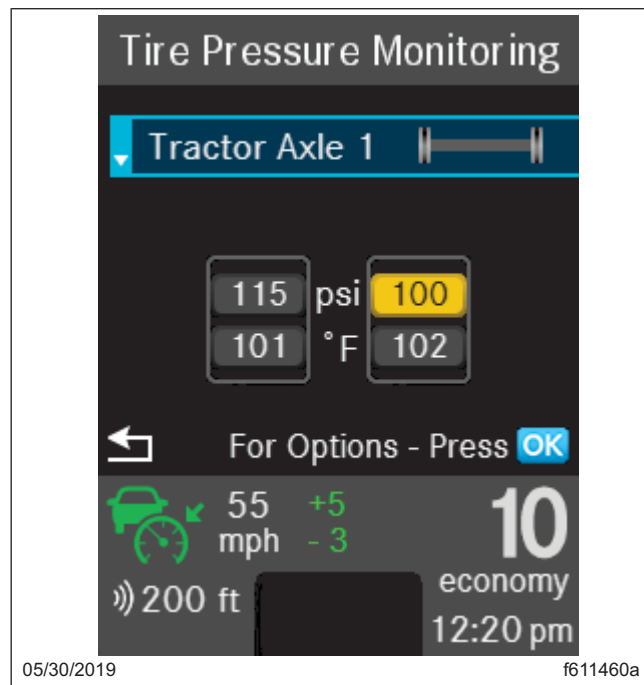 Tire Pressure Monitoring
Tractor Axle 1
115 psi 100
101 °F 102
For Options - Press OK
55 +5 10
mph - 3
economy
200 ft
12:20 pm
05/30/2019 f611460a